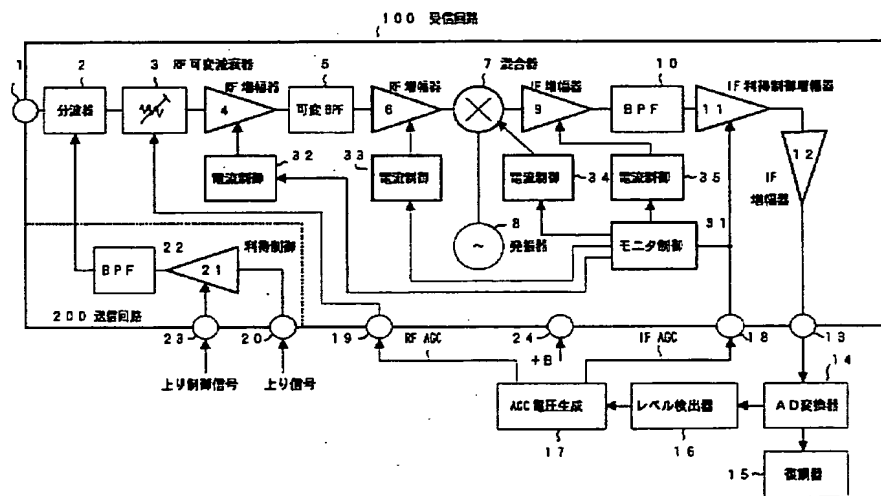 100 受信回路
1
2
3
RF可変減衰器
RF増幅器
5
RF増幅器
7
混合器
IF増幅器
10
IF利得制御増幅器
分波器
4
可変BPF
6
9
BPF
11
12
IF
増幅器
32
33
電流制御
電流制御
電流制御
34
電流制御
35
31
8
~
発振器
モニタ制御
22
利得制御
BPF
21
200 送信回路
23
20
19
24
18
13
RF AGC
+B
IF AGC
上り制御信号
上り信号
14
AGC電圧生成
レベル検出器
AD変換器
17
16
15
復調器